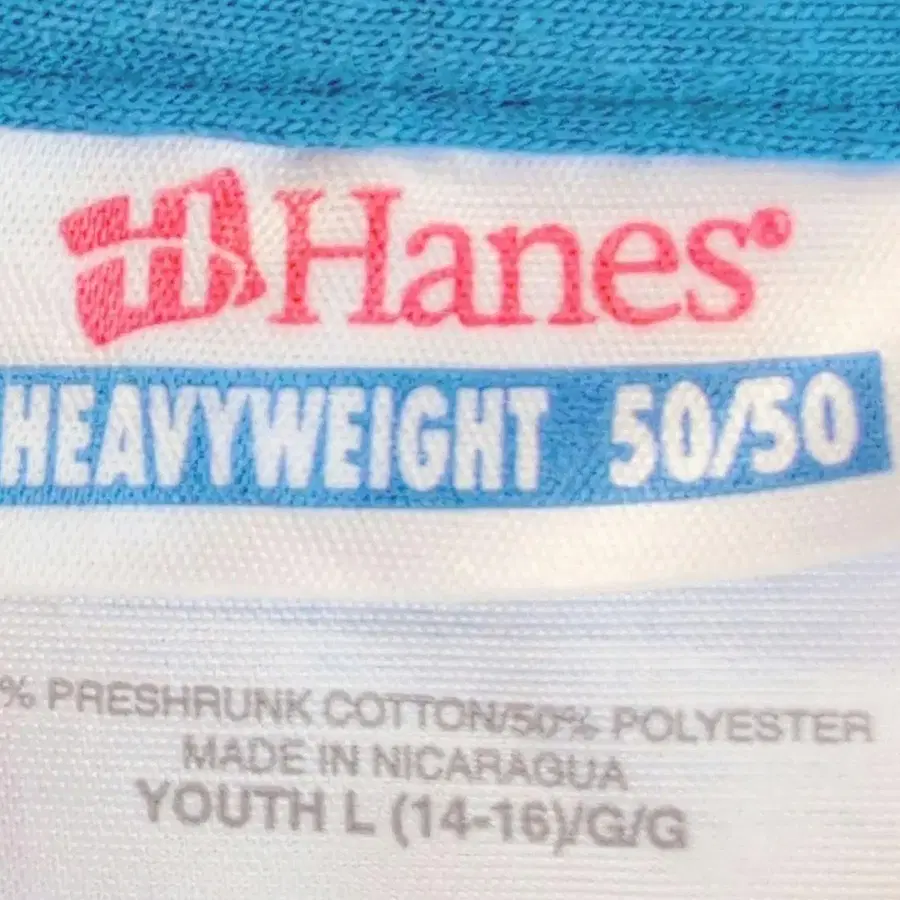 Hanes®
HEAVYWEIGHT 50/50
% PRESHRUNK COTTON/50% POLYESTER
MADE IN NICARAGUA
YOUTH L (14-16)/G/G